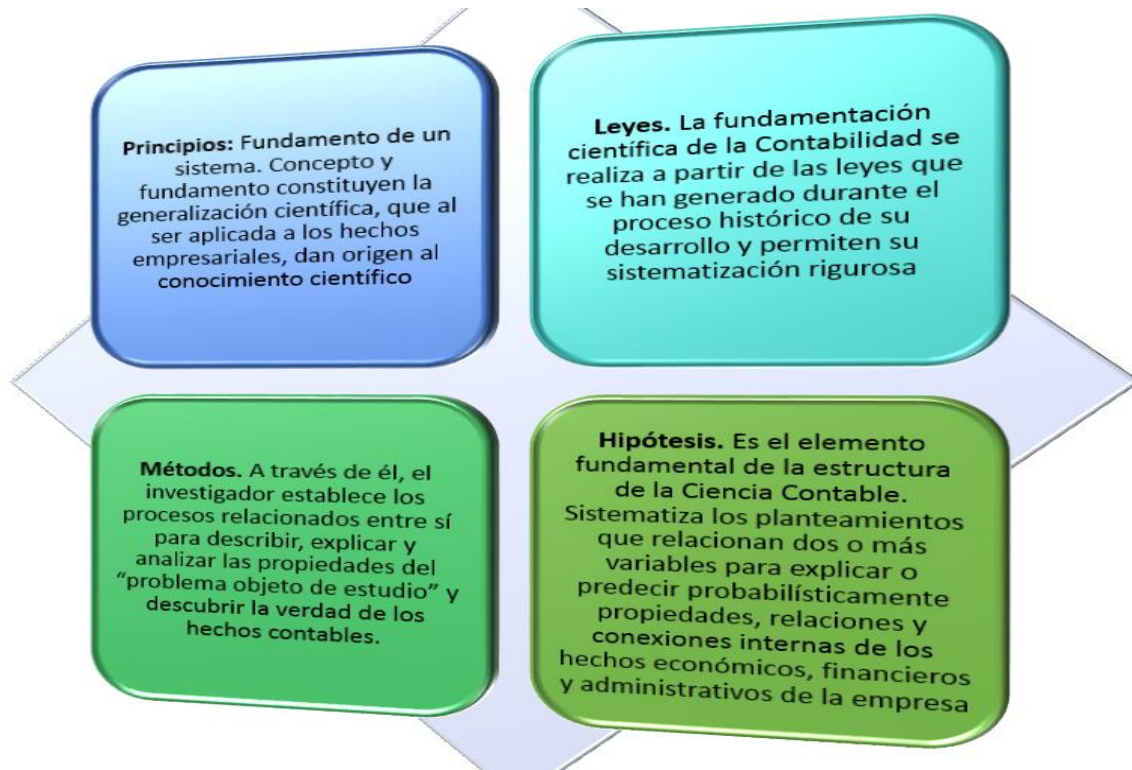 Principios: Fundamento de un
sistema. Concepto y
fundamento constituyen la
generalización científica, que al
ser aplicada a los hechos
empresariales, dan origen al
conocimiento científico
Leyes. La fundamentación
científica de la Contabilidad se
realiza a partir de las leyes que
se han generado durante el
proceso histórico de su
desarrollo y permiten su
sistematización rigurosa
Métodos. A través de él, el
investigador establece los
procesos relacionados entre sí
para describir, explicar y
analizar las propiedades del
“problema objeto de estudio” y
descubrir la verdad de los
hechos contables.
Hipótesis. Es el elemento
fundamental de la estructura
de la Ciencia Contable.
Sistematiza los planteamientos
que relacionan dos o más
variables para explicar o
predecir probabilísticamente
propiedades, relaciones y
conexiones internas de los
hechos económicos, financieros
y administrativos de la empresa